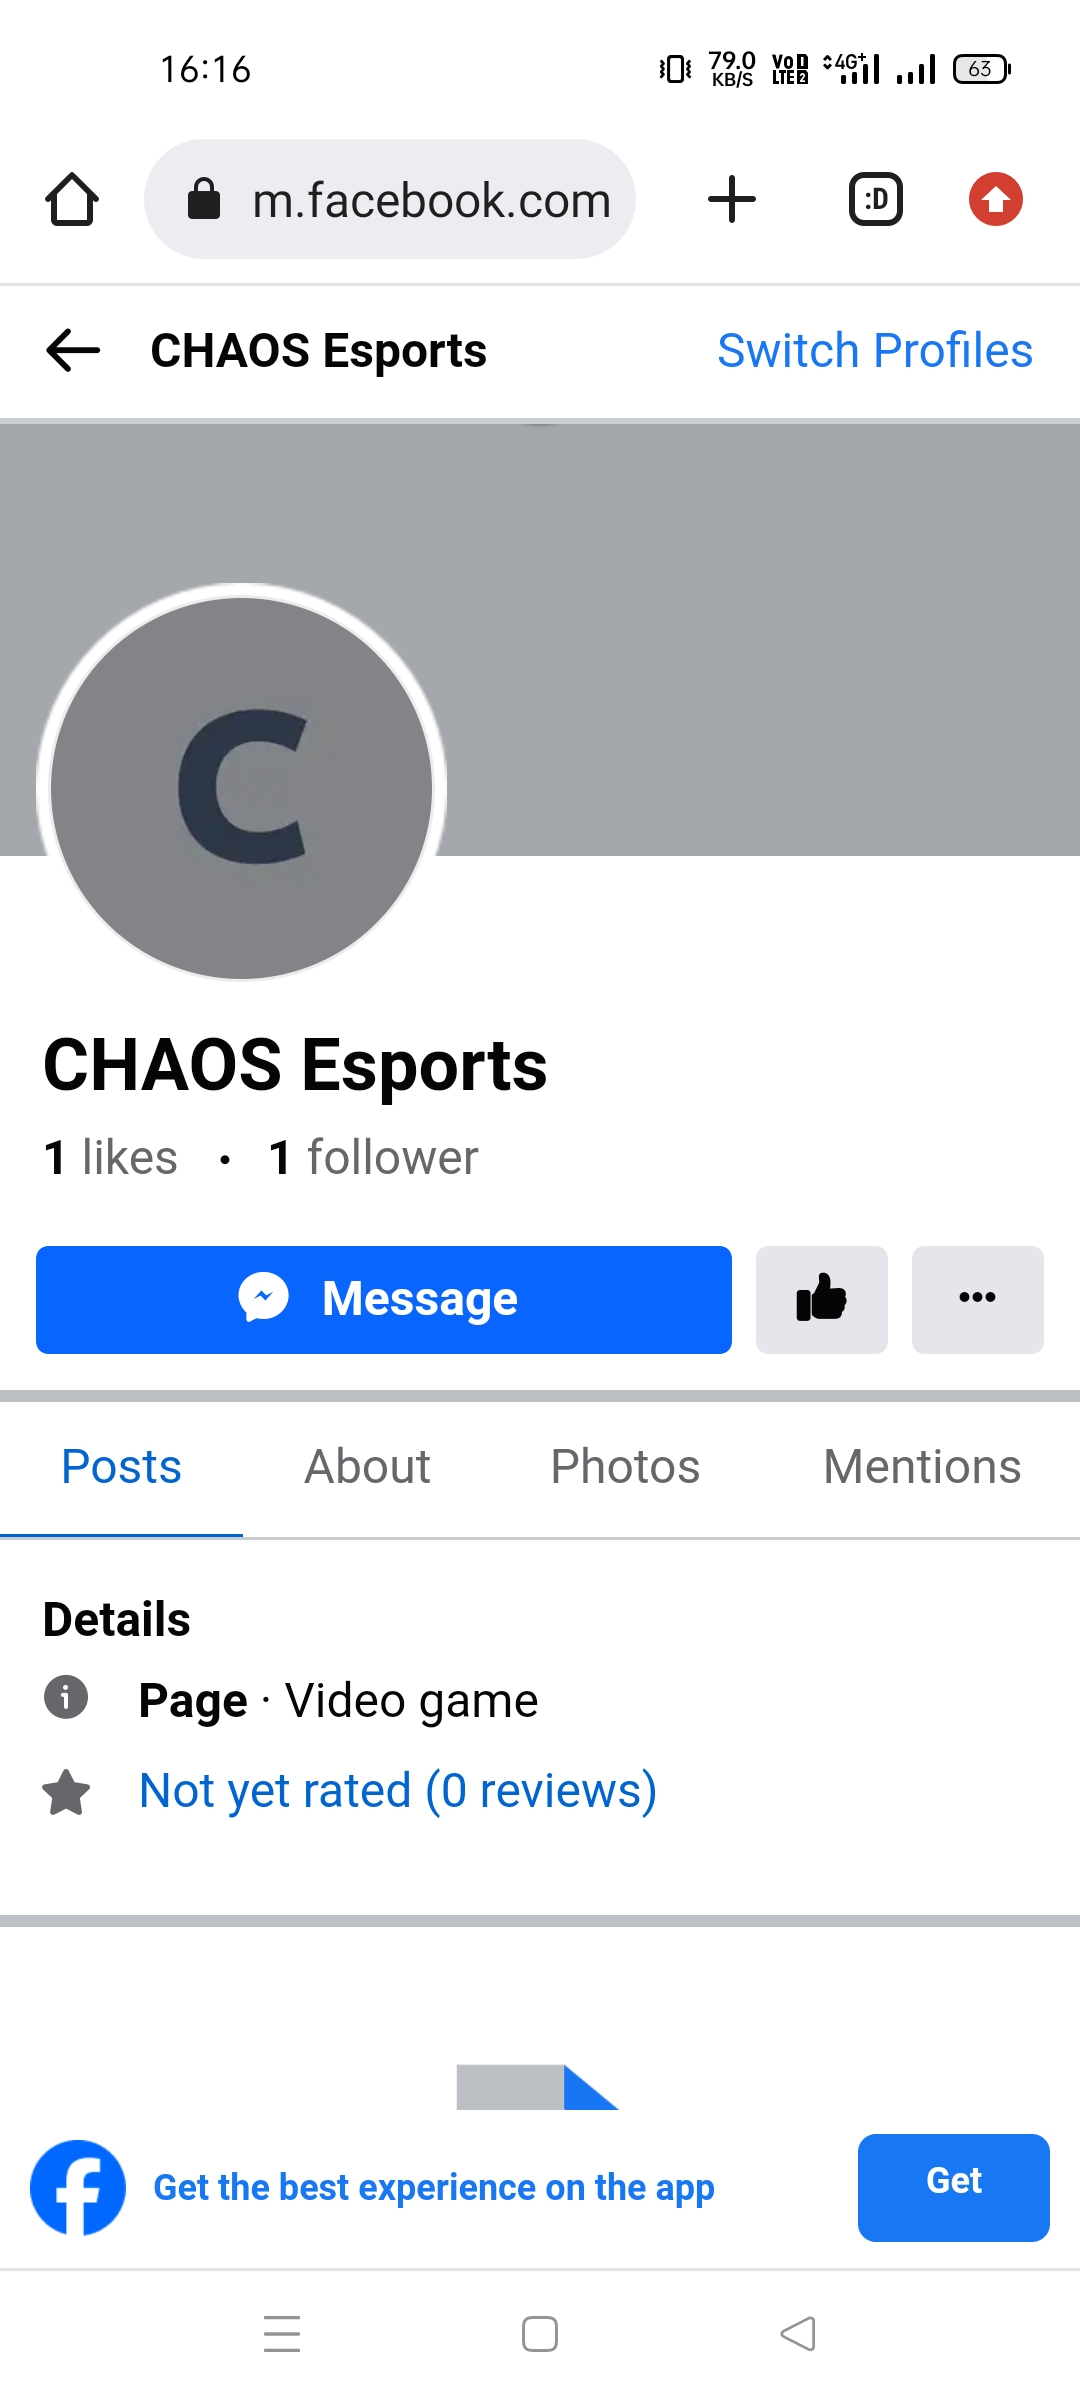 16:16 79.0 KB/S VoD LTE 2 4G+ 63
m.facebook.com :D
CHAOS Esports Switch Profiles
C
CHAOS Esports
1 likes • 1 follower
Message
Posts About Photos Mentions
Details
Page · Video game
Not yet rated (0 reviews)
Get the best experience on the app Get